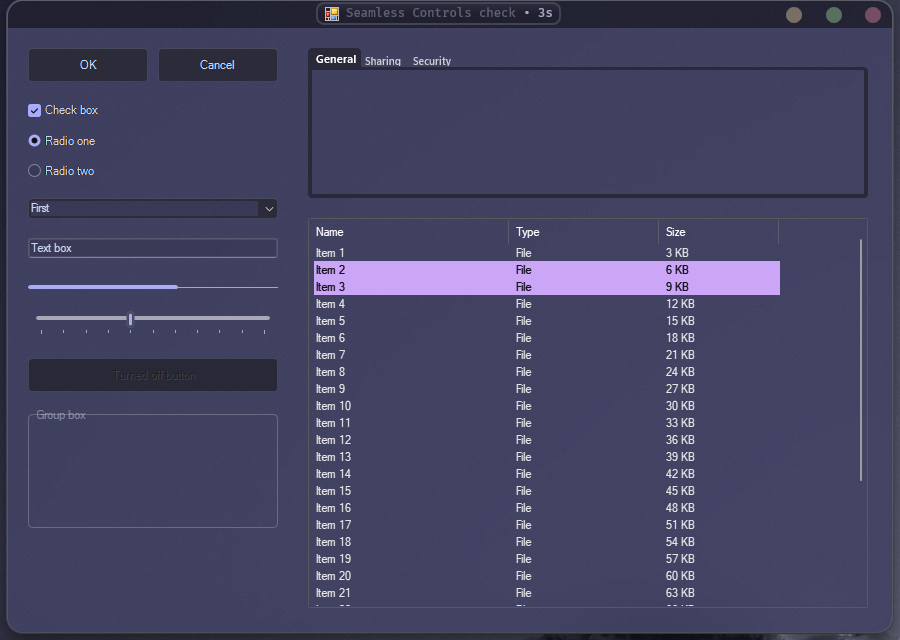 Seamless Controls check • 3s
OK
Cancel
Check box
Radio one
Radio two
First
Text box
Turned off button
Group box
General Sharing Security
Name Type Size
Item 1 File 3 KB
Item 2 File 6 KB
Item 3 File 9 KB
Item 4 File 12 KB
Item 5 File 15 KB
Item 6 File 18 KB
Item 7 File 21 KB
Item 8 File 24 KB
Item 9 File 27 KB
Item 10 File 30 KB
Item 11 File 33 KB
Item 12 File 36 KB
Item 13 File 39 KB
Item 14 File 42 KB
Item 15 File 45 KB
Item 16 File 48 KB
Item 17 File 51 KB
Item 18 File 54 KB
Item 19 File 57 KB
Item 20 File 60 KB
Item 21 File 63 KB